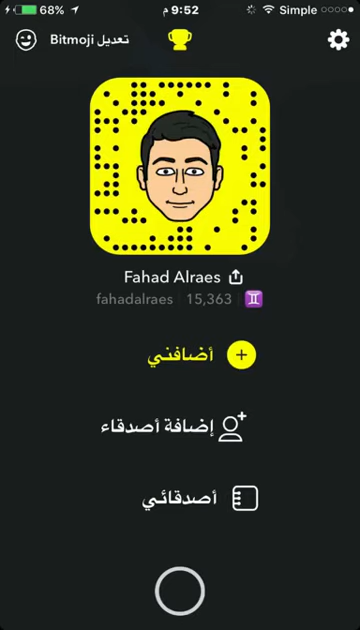 68% 9:52 م Simple
تعديل Bitmoji
Fahad Alraes
fahadalraes 15,363 ♊
أضافني
إضافة أصدقاء
أصدقائي